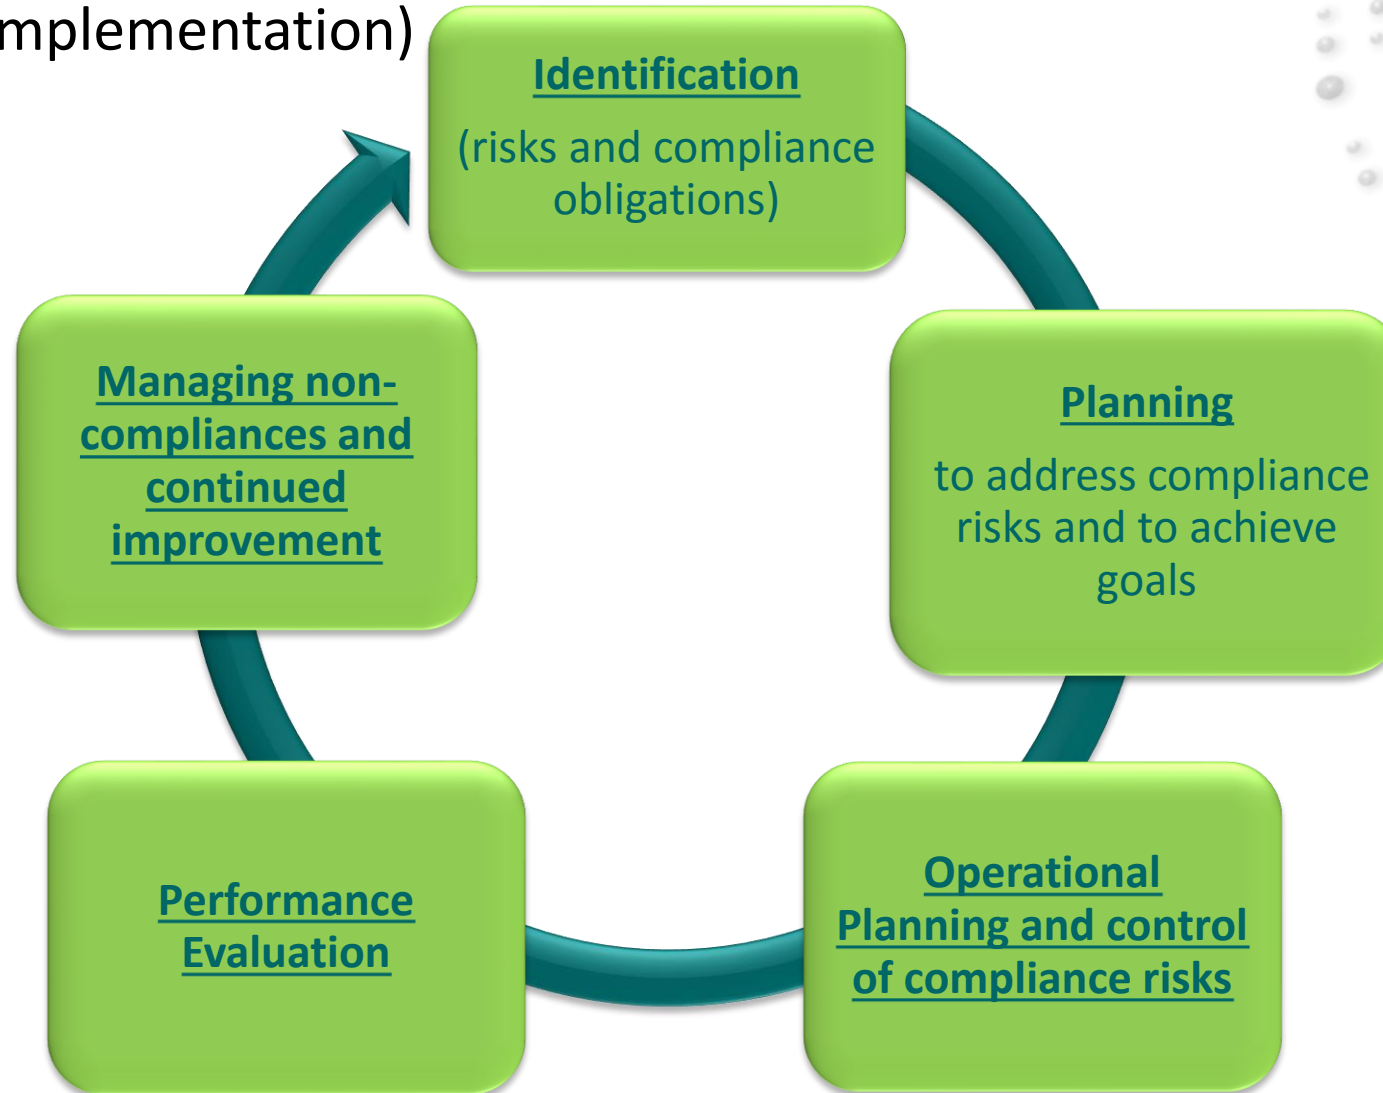 mplementation)
Identification
(risks and compliance
obligations)
Planning
to address compliance
risks and to achieve
goals
Operational
Planning and control
of compliance risks
Performance
Evaluation
Managing non-
compliances and
continued
improvement